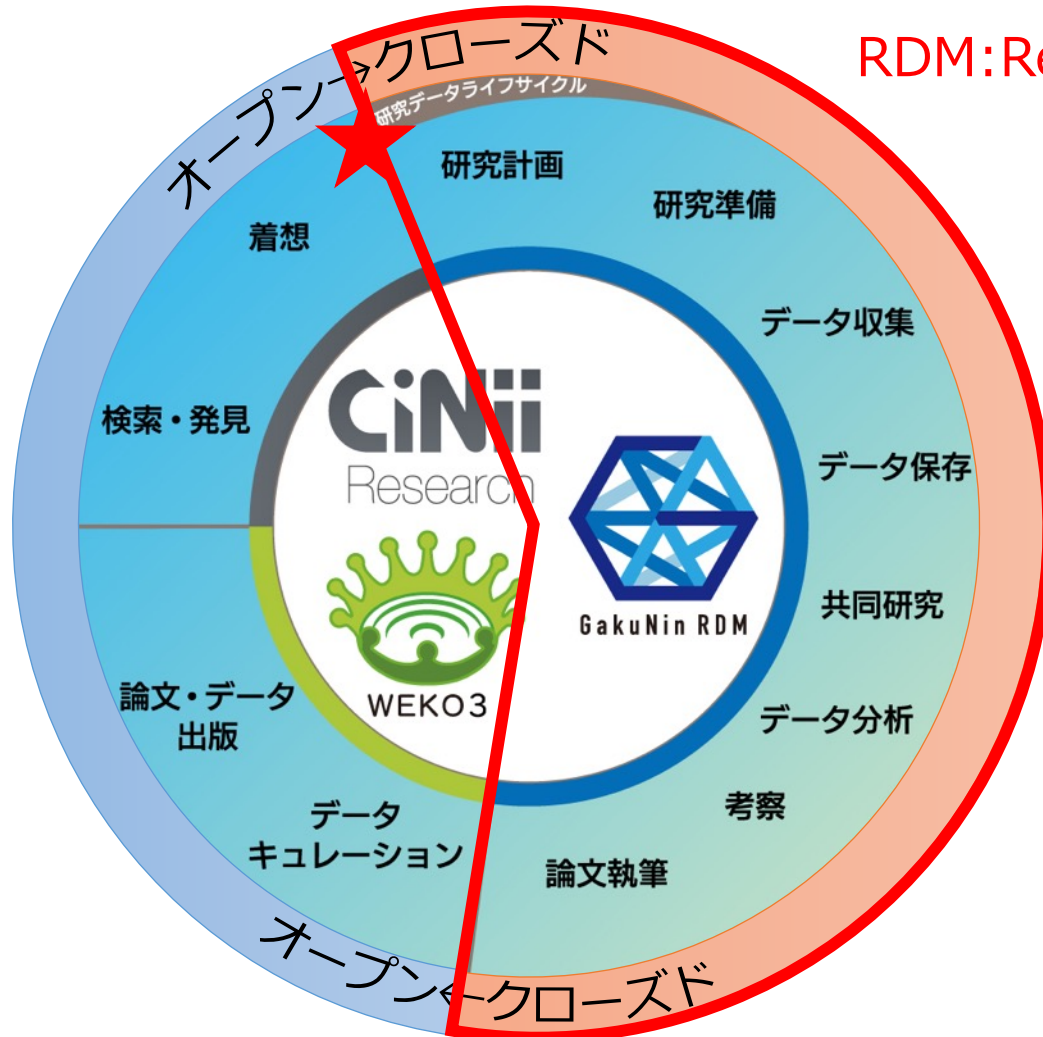 オープン→クローズド
RDM:Re
研究データライフサイクル
研究計画
研究準備
着想
データ収集
検索・発見
CiNii
Research
データ保存
GakuNin RDM
共同研究
WEKO3
論文・データ
出版
データ分析
考察
データ
キュレーション
論文執筆
オープン←クローズド